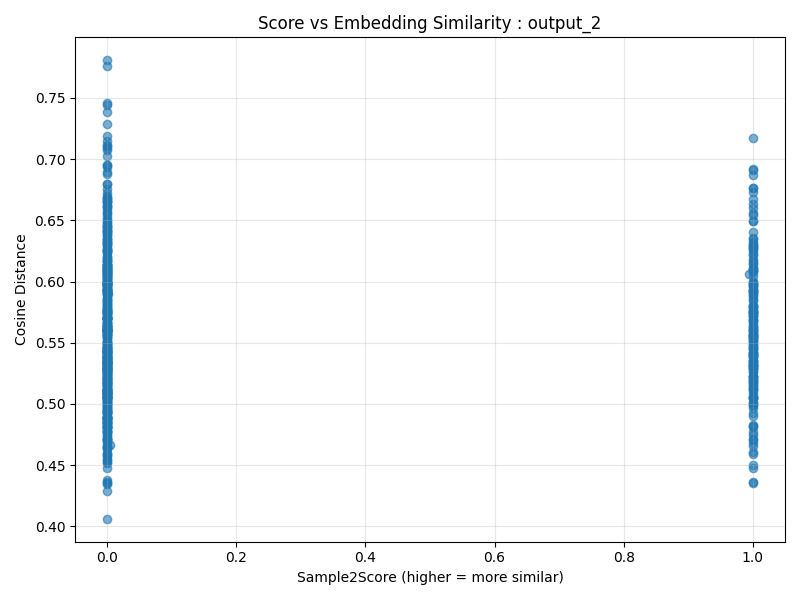 Score vs Embedding Similarity : output_2
Cosine Distance
0.75
0.70
0.65
0.60
0.55
0.50
0.45
0.40
0.0 0.2 0.4 0.6 0.8 1.0
Sample2Score (higher = more similar)